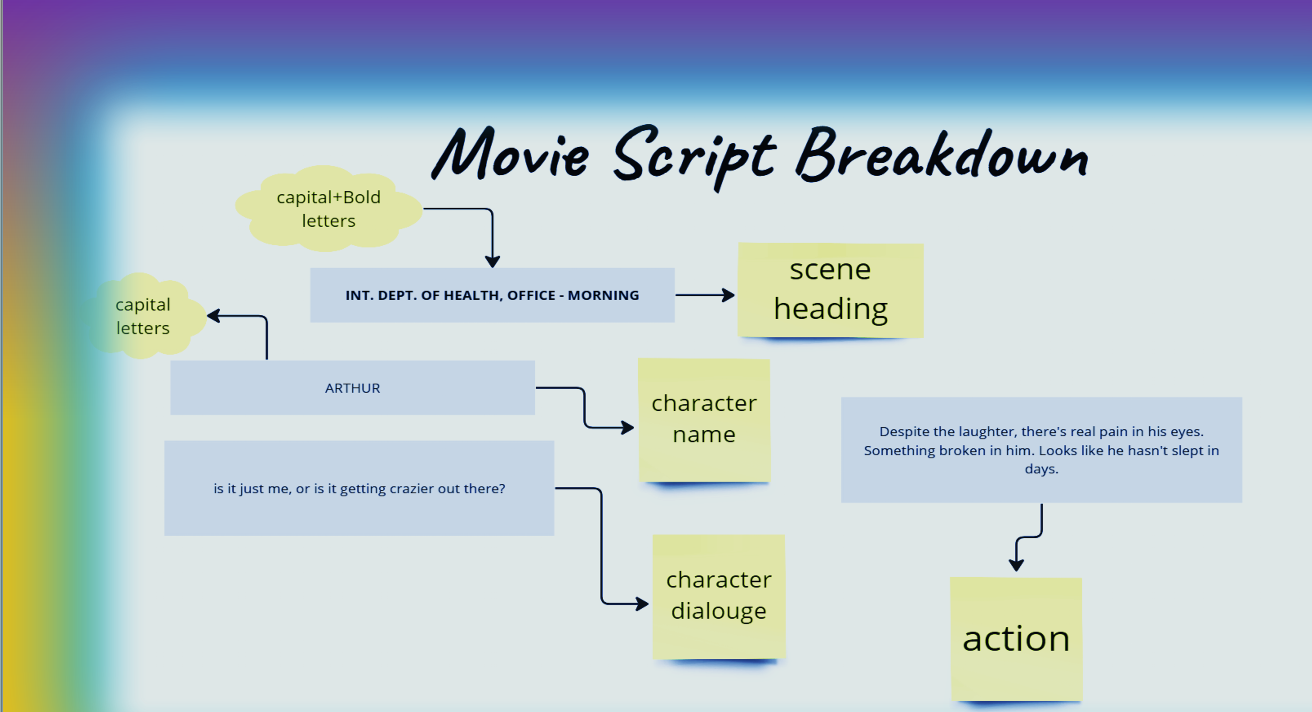 Movie Script Breakdown
capital+Bold
letters
INT. DEPT. OF HEALTH, OFFICE - MORNING
scene
heading
capital
letters
ARTHUR
character
name
is it just me, or is it getting crazier out there?
character
dialouge
Despite the laughter, there's real pain in his eyes.
Something broken in him. Looks like he hasn't slept in
days.
action